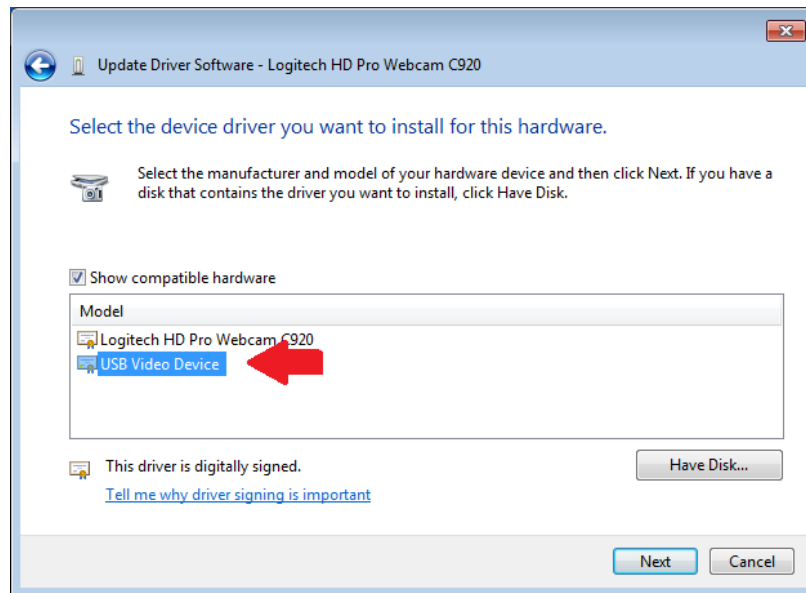 Update Driver Software - Logitech HD Pro Webcam C920
Select the device driver you want to install for this hardware.
Select the manufacturer and model of your hardware device and then click Next. If you have a
disk that contains the driver you want to install, click Have Disk.
Show compatible hardware
Model
Logitech HD Pro Webcam C920
USB Video Device
This driver is digitally signed.
Have Disk...
Tell me why driver signing is important
Next
Cancel